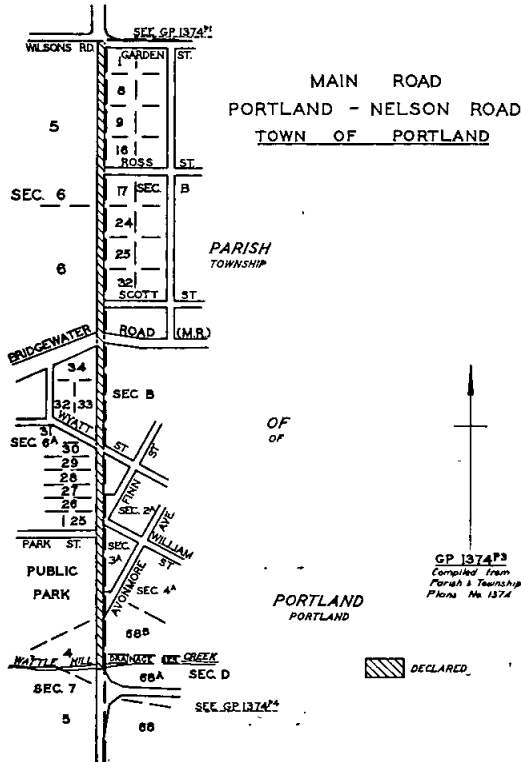 SEE GP 1374P1
WILSONS RD.
GARDEN ST.
1
8
9
16
5
MAIN ROAD
PORTLAND - NELSON ROAD
TOWN OF PORTLAND
ROSS ST.
SEC. 6
17 SEC. B
24
25
32
6
PARISH
TOWNSHIP
SCOTT ST.
BRIDGEWATER ROAD (M.R.)
34
32 33
SEC B
31
WYATT ST
SEC 6A
30
29
28
27
26
25
OF
OF
FINN ST
SEC. 2A
PARK ST.
SEC. 3A
WILLIAM ST
AVONMORE AVE
SEC 4A
PUBLIC
PARK
GP 1374P3
Compiled from
Parish & Township
Plans No 1374
PORTLAND
PORTLAND
68B
4
WATTLE HILL DRAINAGE CREEK
68A
SEC. D
DECLARED
SEC. 7
SEE GP 1374P4
5
68